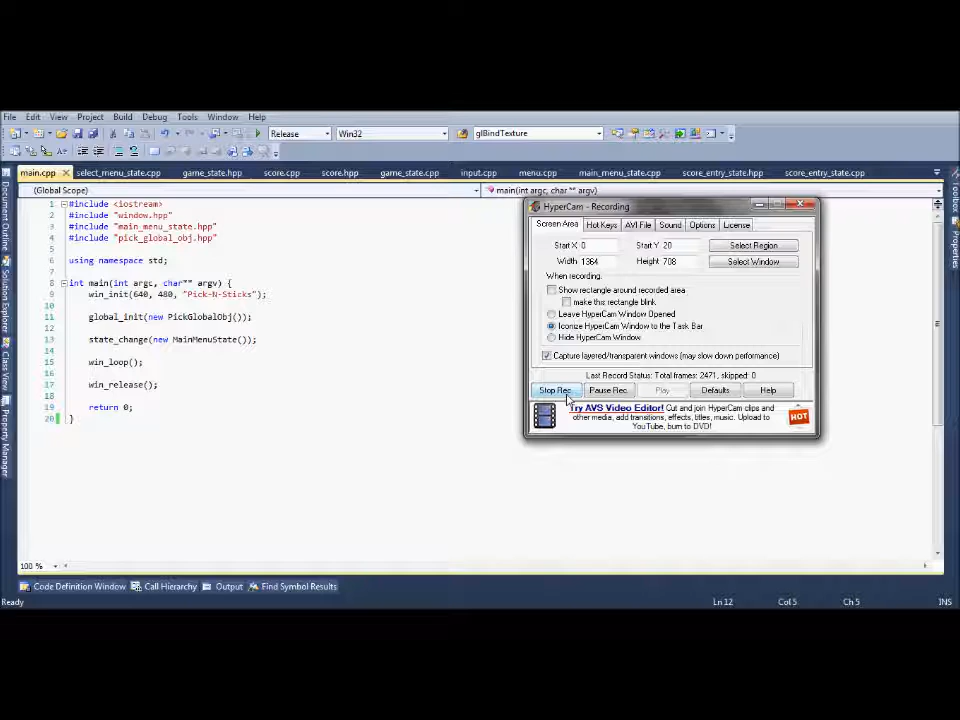 File Edit View Project Build Debug Tools Window Help
Release Win32 glBindTexture
main.cpp select_menu_state.cpp game_state.hpp score.cpp score.hpp game_state.cpp input.cpp menu.cpp main_menu_state.cpp score_entry_state.hpp score_entry_state.cpp
(Global Scope) main(int argc, char ** argv)
1 #include <iostream>
2 #include "window.hpp"
3 #include "main_menu_state.hpp"
4 #include "pick_global_obj.hpp"
5
6 using namespace std;
7
8 int main(int argc, char** argv) {
9 win_init(640, 480, "Pick-N-Sticks");
10
11 global_init(new PickGlobalObj());
12
13 state_change(new MainMenuState());
14
15 win_loop();
16
17 win_release();
18
19 return 0;
20 }
HyperCam - Recording
Screen Area Hot Keys AVI File Sound Options License
Start X 0 Start Y 20 Select Region
Width 1364 Height 708 Select Window
When recording.
Show rectangle around recorded area
make this rectangle blink
Leave HyperCam Window Opened
Iconize HyperCam Window to the Task Bar
Hide HyperCam Window
Capture layered/transparent windows (may slow down performance)
Last Record Status: Total frames: 2471, skipped: 0
Stop Rec. Pause Rec. Play Defaults Help
Try AVS Video Editor! Cut and join HyperCam clips and
other media, add transitions, effects, titles, music. Upload to
YouTube, burn to DVD!
HOT
Document Outline
Solution Explorer
Class View
Property Manager
Toolbox
Properties
100 %
Code Definition Window Call Hierarchy Output Find Symbol Results
Ready Ln 12 Col 5 Ch 5 INS